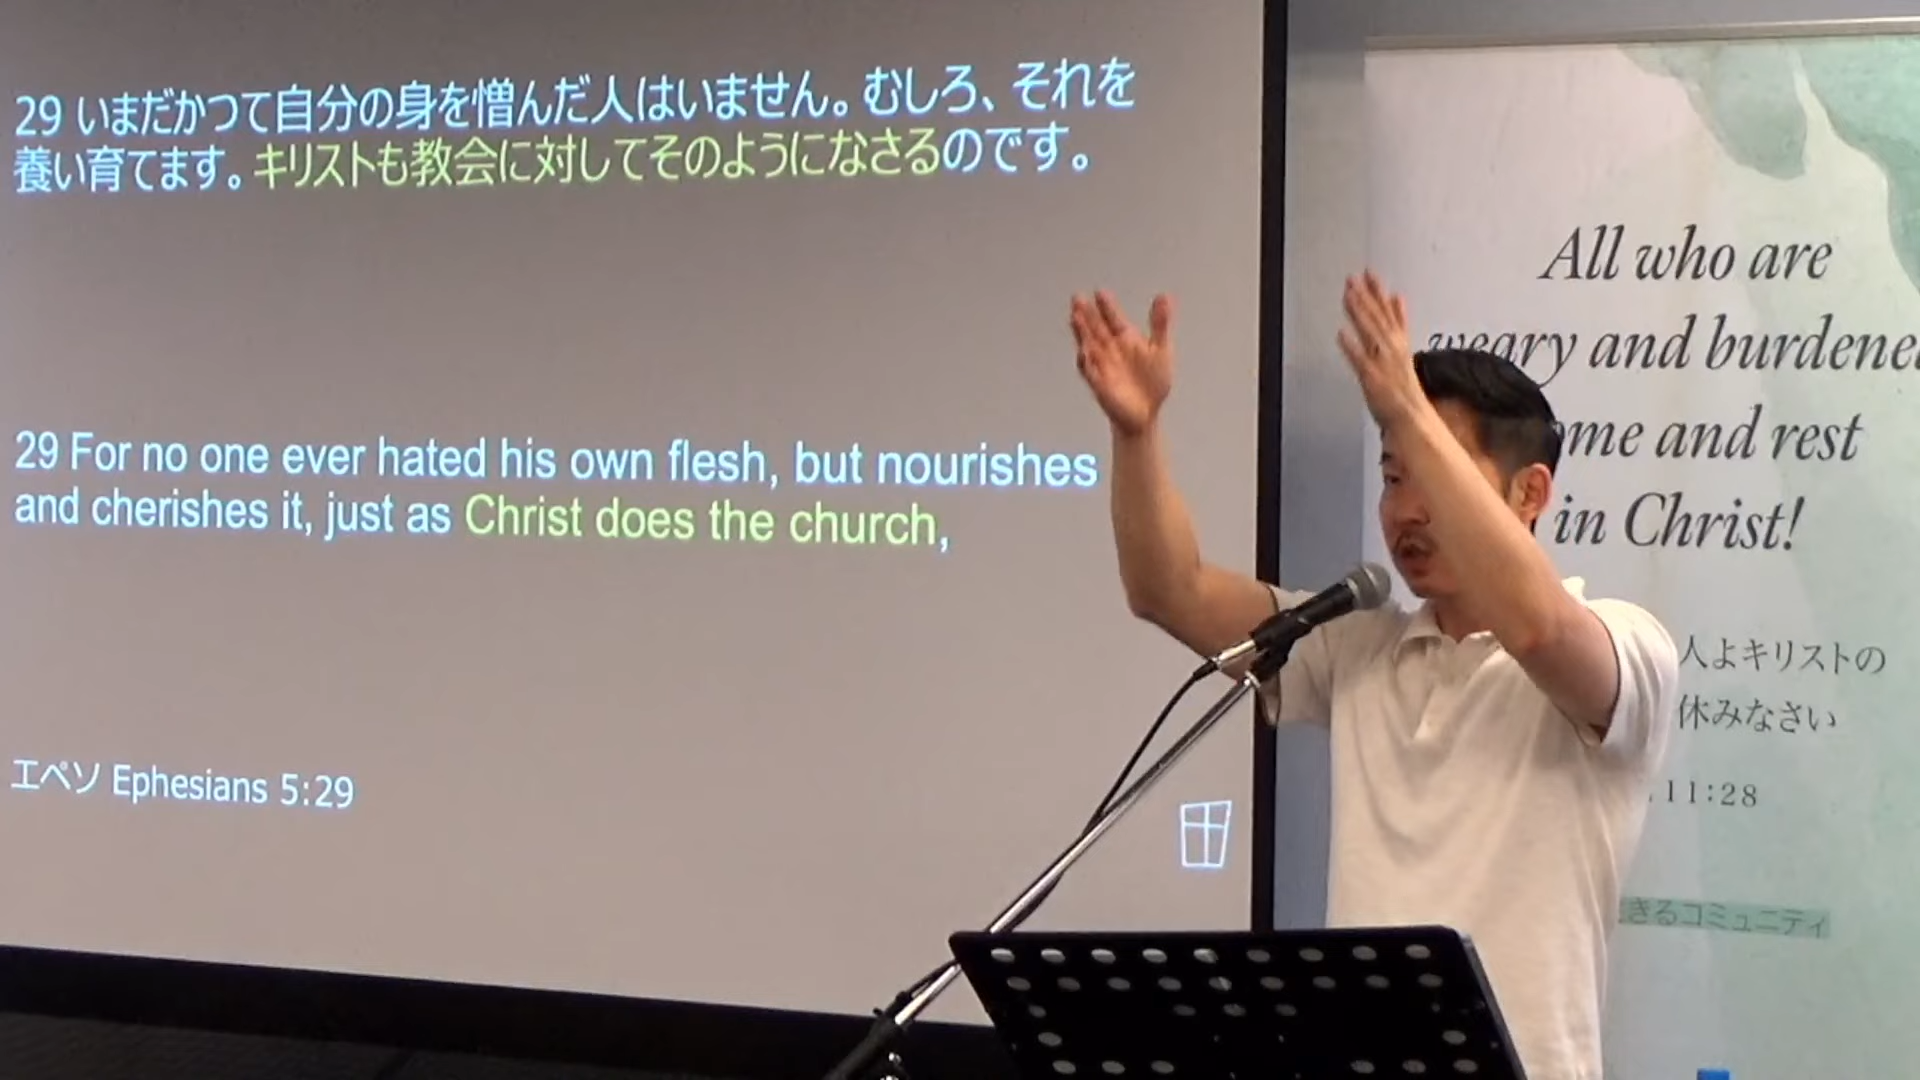 29 いまだかつて自分の身を憎んだ人はいません。むしろ、それを
養い育てます。キリストも教会に対してそのようになさるのです。
29 For no one ever hated his own flesh, but nourishes
and cherishes it, just as Christ does the church,
エペソ Ephesians 5:29
All who are
weary and burdened
me and rest
in Christ!
人よキリストの
休みなさい
11:28
きるコミュニティ